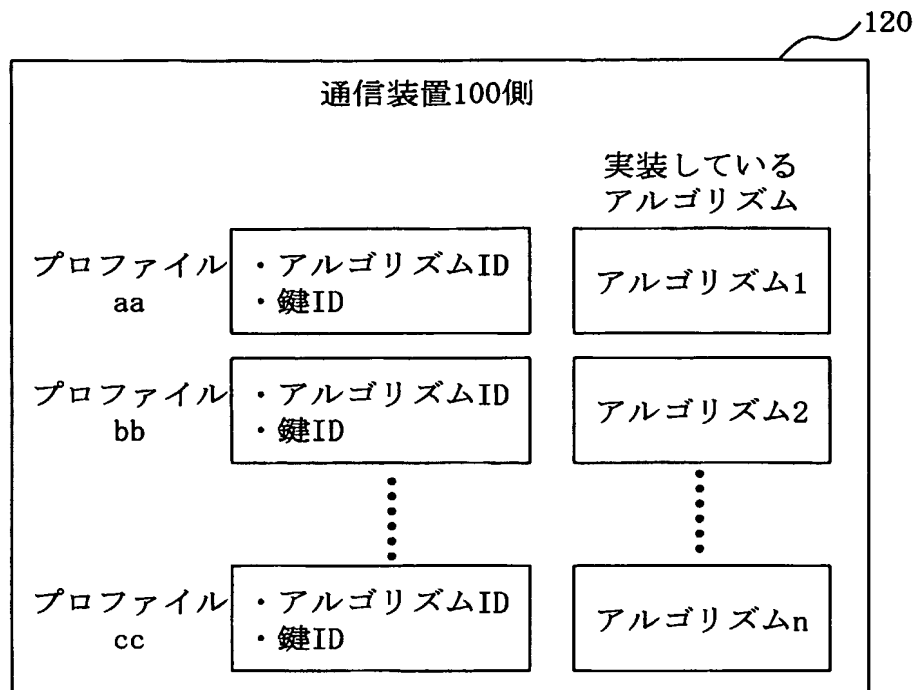 120
通信装置100側
実装している
アルゴリズム
プロファイル
aa
・アルゴリズムID
・鍵ID
アルゴリズム1
プロファイル
bb
・アルゴリズムID
・鍵ID
アルゴリズム2
プロファイル
cc
・アルゴリズムID
・鍵ID
アルゴリズムn